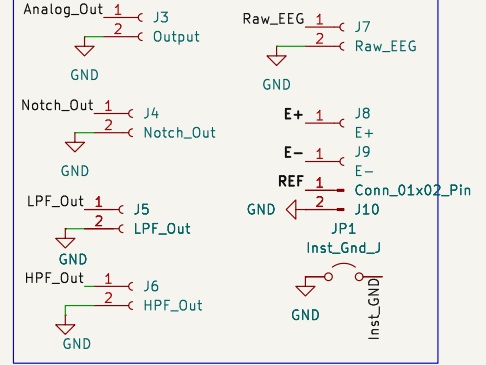 Analog_Out 1 J3
2 Output
GND
Notch_Out 1 J4
2 Notch_Out
GND
LPF_Out 1 J5
2 LPF_Out
GND
HPF_Out 1 J6
2 HPF_Out
GND
Raw_EEG 1 J7
2 Raw_EEG
GND
E+ 1 J8
E+
E- 1 J9
E-
REF 1 Conn_01x02_Pin
GND 2 J10
JP1
Inst_Gnd_J
GND
Inst_GND